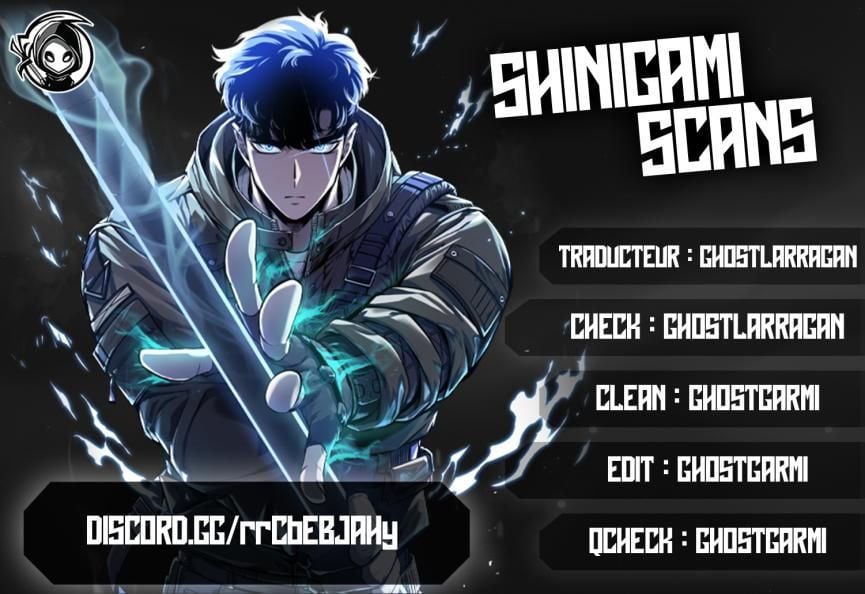 SHINIGAMI
SCANS
TRADUCTEUR : GHOSTLARRAGAN
CHECK : GHOSTLARRAGAN
CLEAN : GHOSTGARMI
EDIT : GHOSTGARMI
QCHECK : GHOSTGARMI
DISCORD.GG/rrCbEBJAHy